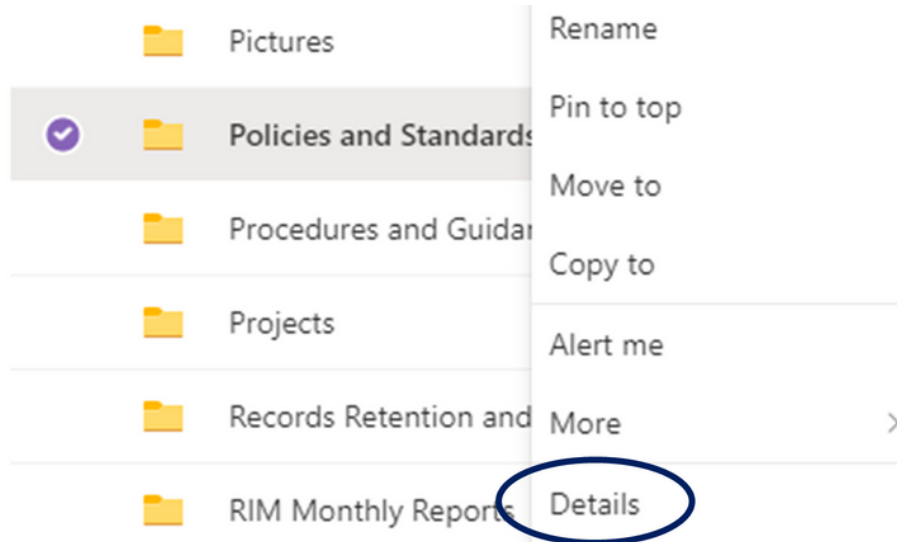 Pictures
Policies and Standards
Procedures and Guidan
Projects
Records Retention and
RIM Monthly Reports
Rename
Pin to top
Move to
Copy to
Alert me
More
Details